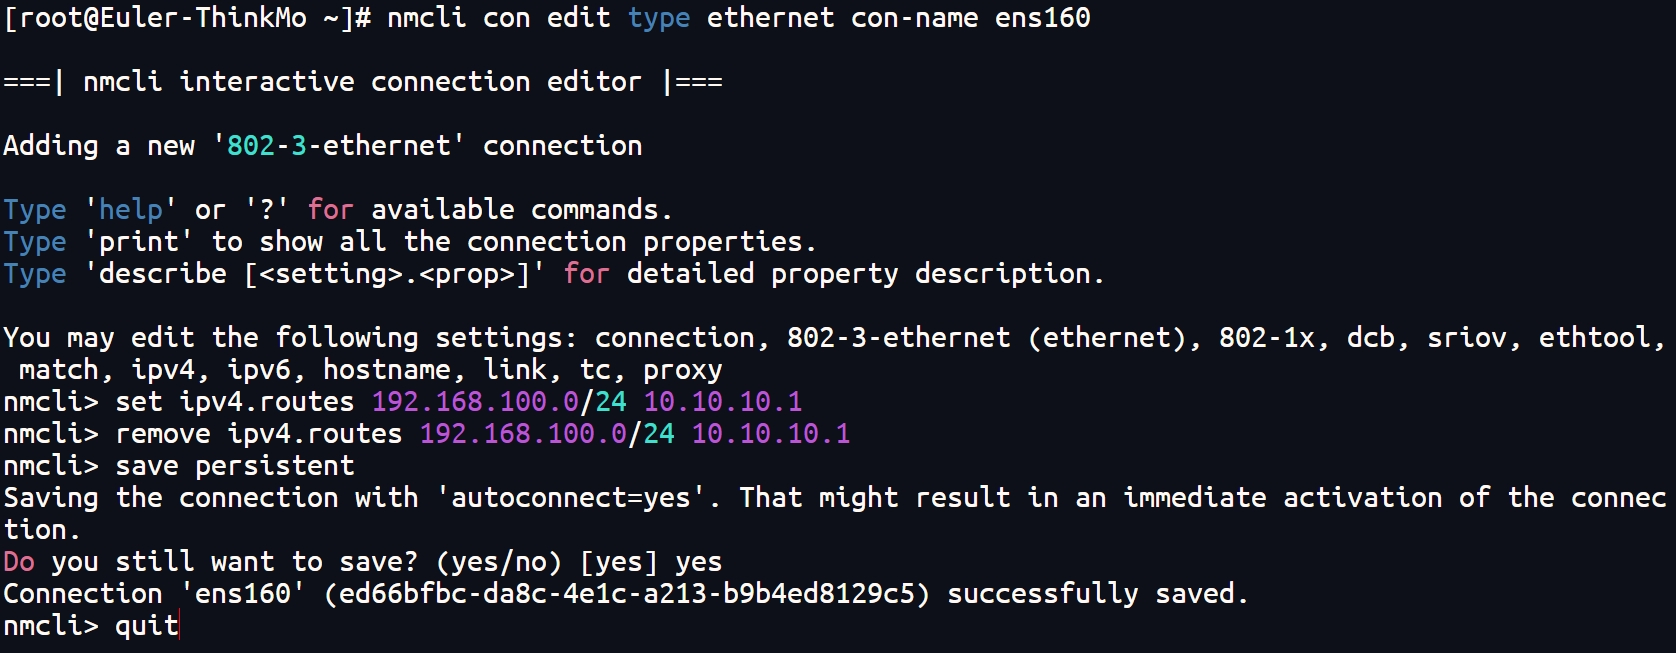 [root@Euler-ThinkMo ~]# nmcli con edit type ethernet con-name ens160
===| nmcli interactive connection editor |===
Adding a new '802-3-ethernet' connection
Type 'help' or '?' for available commands.
Type 'print' to show all the connection properties.
Type 'describe [<setting>.<prop>]' for detailed property description.
You may edit the following settings: connection, 802-3-ethernet (ethernet), 802-1x, dcb, sriov, ethtool,
 match, ipv4, ipv6, hostname, link, tc, proxy
nmcli> set ipv4.routes 192.168.100.0/24 10.10.10.1
nmcli> remove ipv4.routes 192.168.100.0/24 10.10.10.1
nmcli> save persistent
Saving the connection with 'autoconnect=yes'. That might result in an immediate activation of the connec
tion.
Do you still want to save? (yes/no) [yes] yes
Connection 'ens160' (ed66bfbc-da8c-4e1c-a213-b9b4ed8129c5) successfully saved.
nmcli> quit